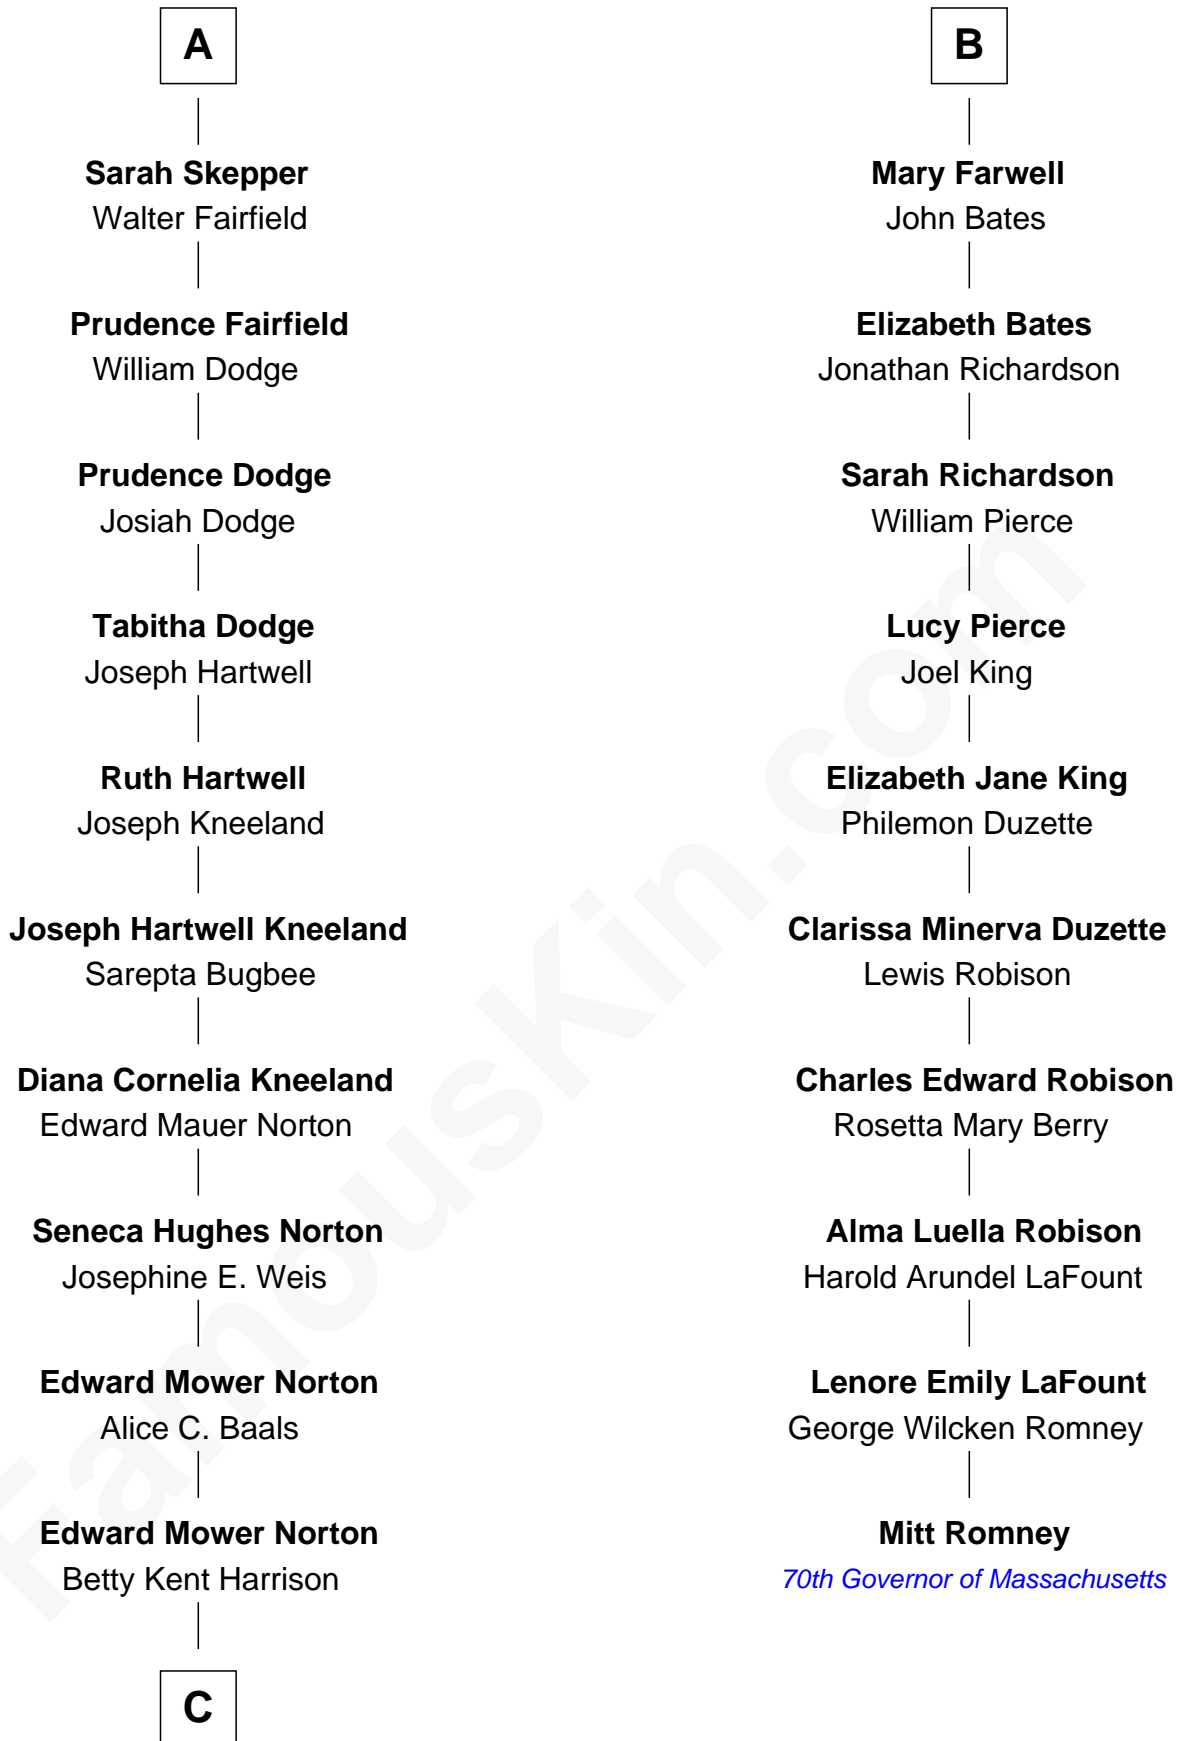 A
Sarah Skepper
Walter Fairfield
Prudence Fairfield
William Dodge
Prudence Dodge
Josiah Dodge
Tabitha Dodge
Joseph Hartwell
Ruth Hartwell
Joseph Kneeland
Joseph Hartwell Kneeland
Sarepta Bugbee
Diana Cornelia Kneeland
Edward Mauer Norton
Seneca Hughes Norton
Josephine E. Weis
Edward Mower Norton
Alice C. Baals
Edward Mower Norton
Betty Kent Harrison
C
B
Mary Farwell
John Bates
Elizabeth Bates
Jonathan Richardson
Sarah Richardson
William Pierce
Lucy Pierce
Joel King
Elizabeth Jane King
Philemon Duzette
Clarissa Minerva Duzette
Lewis Robison
Charles Edward Robison
Rosetta Mary Berry
Alma Luella Robison
Harold Arundel LaFount
Lenore Emily LaFount
George Wilcken Romney
Mitt Romney
70th Governor of Massachusetts
FamousKin.com